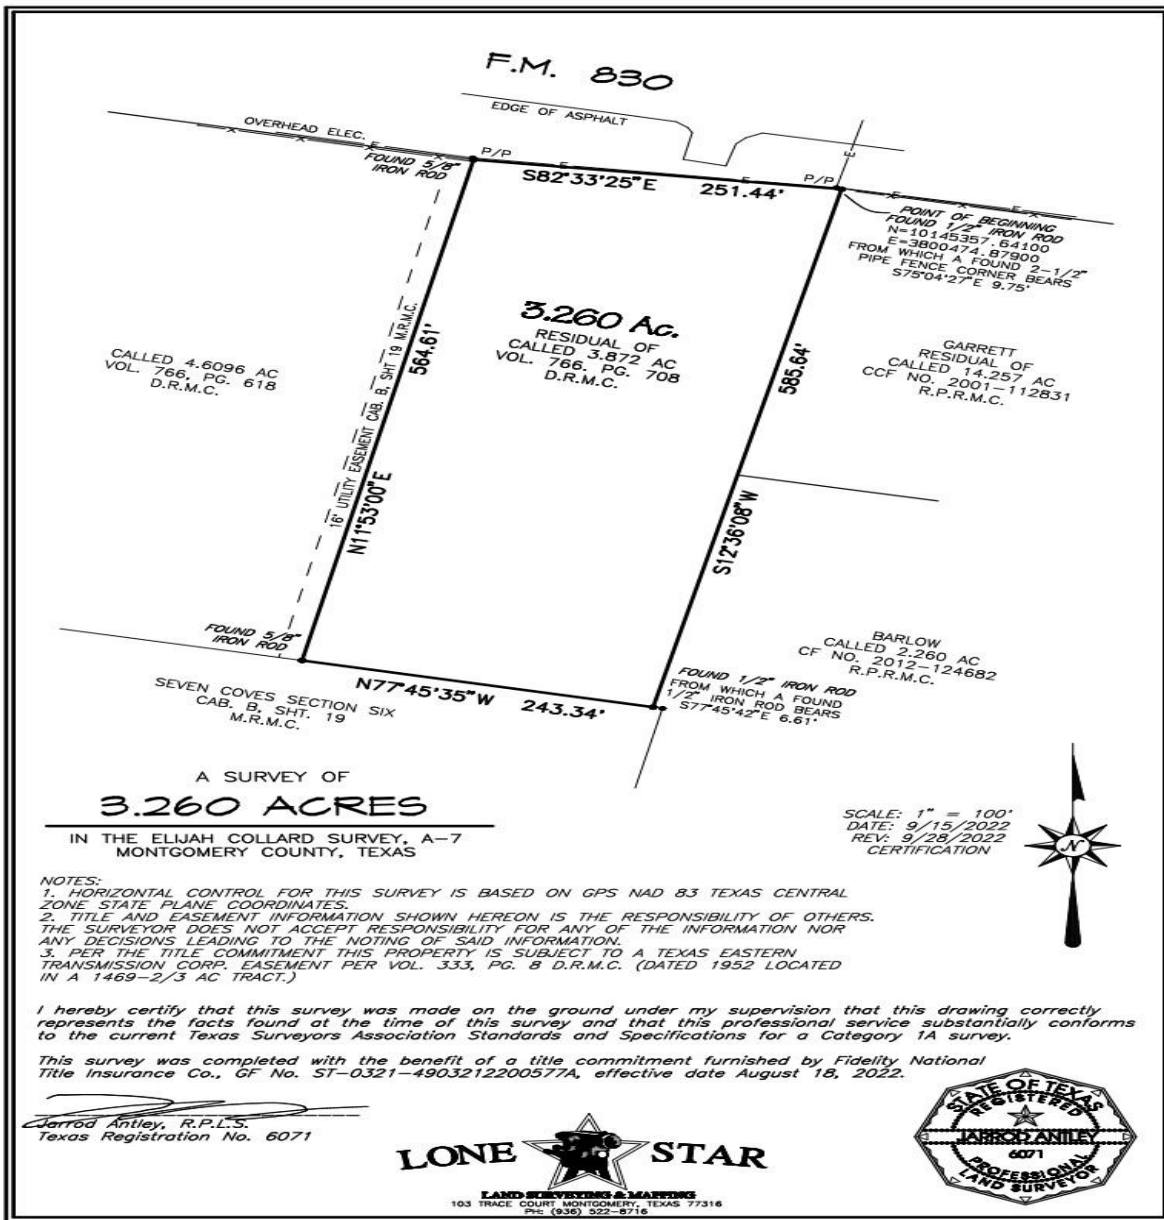 F.M. 830
EDGE OF ASPHALT
OVERHEAD ELEC.
P/P
E
P/P
E
FOUND 5/8"
IRON ROD
S82°33'25"E 251.44'
POINT OF BEGINNING
FOUND 1/2" IRON ROD
N=10145357.64100
E=3800474.87900
FROM WHICH A FOUND 2-1/2"
PIPE FENCE CORNER BEARS
S75°04'27"E 9.75'
3.260 Ac.
RESIDUAL OF
CALLED 3.872 AC
VOL. 766, PG. 708
D.R.M.C.
CALLED 4.6096 AC
VOL. 766, PG. 618
D.R.M.C.
16' UTILITY EASEMENT CAB. B, SHT 19 M.R.M.C.
N11°53'00"E 564.61'
585.64'
S12°36'08"W
GARRETT
RESIDUAL OF
CALLED 14.257 AC
CCF NO. 2001-112831
R.P.R.M.C.
BARLOW
CALLED 2.260 AC
CF NO. 2012-124682
R.P.R.M.C.
FOUND 5/8"
IRON ROD
N77°45'35"W 243.34'
FOUND 1/2" IRON ROD
FROM WHICH A FOUND
1/2" IRON ROD BEARS
S77°45'42"E 6.61'
SEVEN COVES SECTION SIX
CAB. B, SHT. 19
M.R.M.C.
A SURVEY OF
3.260 ACRES
IN THE ELIJAH COLLARD SURVEY, A-7
MONTGOMERY COUNTY, TEXAS
SCALE: 1" = 100'
DATE: 9/15/2022
REV: 9/28/2022
CERTIFICATION
N
NOTES:
1. HORIZONTAL CONTROL FOR THIS SURVEY IS BASED ON GPS NAD 83 TEXAS CENTRAL
ZONE STATE PLANE COORDINATES.
2. TITLE AND EASEMENT INFORMATION SHOWN HEREON IS THE RESPONSIBILITY OF OTHERS.
THE SURVEYOR DOES NOT ACCEPT RESPONSIBILITY FOR ANY OF THE INFORMATION NOR
ANY DECISIONS LEADING TO THE NOTING OF SAID INFORMATION.
3. PER THE TITLE COMMITMENT THIS PROPERTY IS SUBJECT TO A TEXAS EASTERN
TRANSMISSION CORP. EASEMENT PER VOL. 333, PG. 8 D.R.M.C. (DATED 1952 LOCATED
IN A 1469-2/3 AC TRACT.)
I hereby certify that this survey was made on the ground under my supervision that this drawing correctly
represents the facts found at the time of this survey and that this professional service substantially conforms
to the current Texas Surveyors Association Standards and Specifications for a Category 1A survey.
This survey was completed with the benefit of a title commitment furnished by Fidelity National
Title Insurance Co., GF No. ST-0321-4903212200577A, effective date August 18, 2022.
Jarrod Antley, R.P.L.S.
Texas Registration No. 6071
LONE STAR
LAND SURVEYING & MAPPING
103 TRACE COURT MONTGOMERY, TEXAS 77316
PH: (936) 522-8716
STATE OF TEXAS
REGISTERED
JARROD ANTLEY
6071
PROFESSIONAL
LAND SURVEYOR